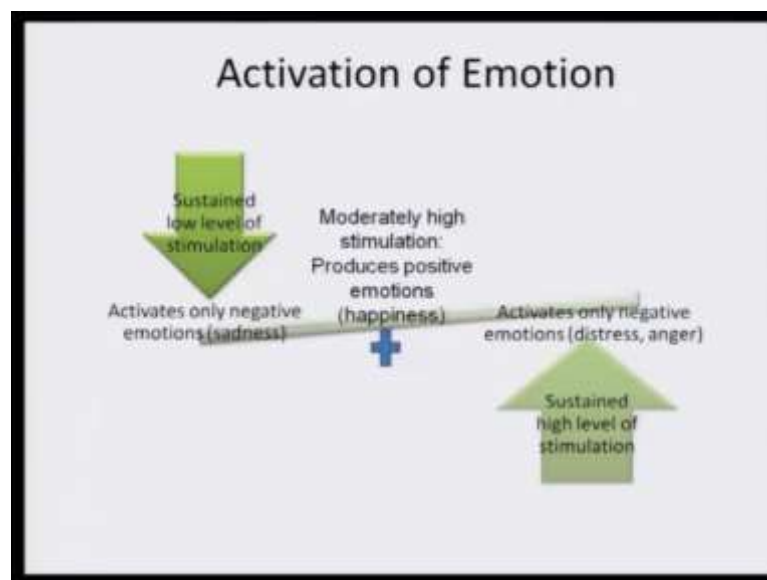 Activation of Emotion
Sustained
low level of
stimulation
Moderately high
stimulation:
Produces positive
emotions
(happiness)
Activates only negative
emotions (sadness)
Activates only negative
emotions (distress, anger)
Sustained
high level of
stimulation